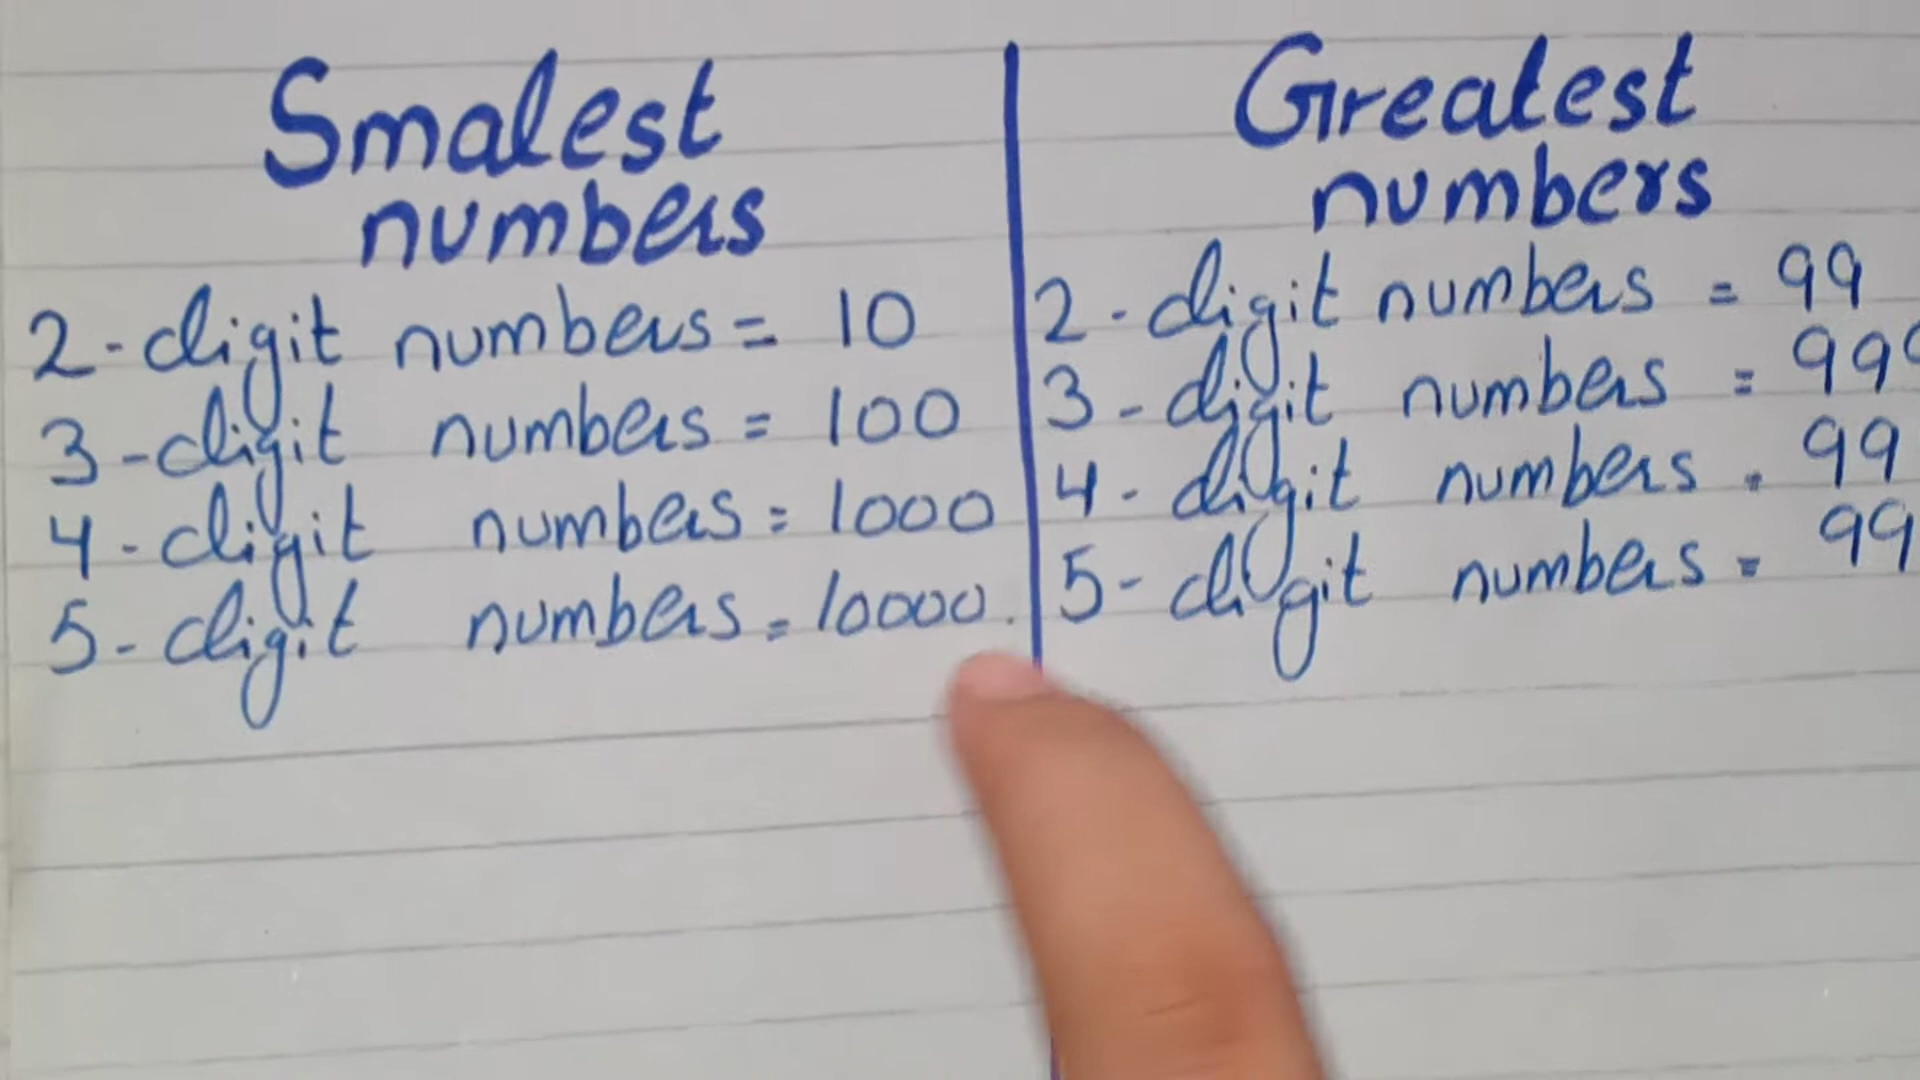 Smalest
numbers
2-digit numbers = 10
3-digit numbers = 100
4-digit numbers = 1000
5-digit numbers = 10000.
Greatest
numbers
2-digit numbers = 99
3-digit numbers = 999
4-digit numbers = 99
5-digit numbers = 99